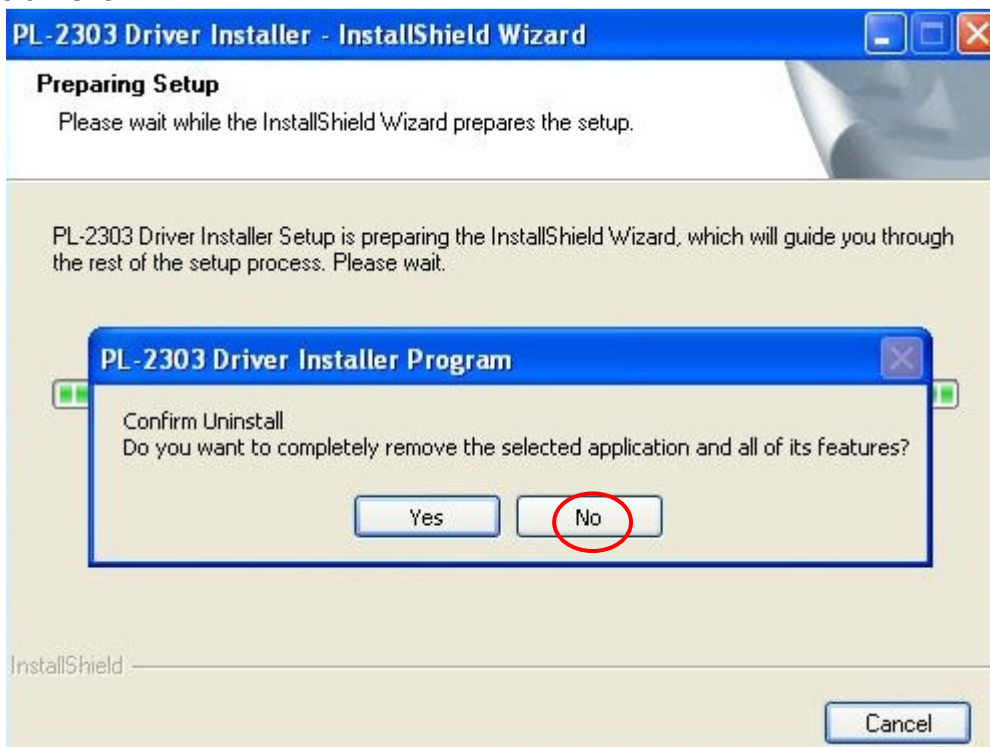 PL-2303 Driver Installer - InstallShield Wizard
Preparing Setup
Please wait while the InstallShield Wizard prepares the setup.
PL-2303 Driver Installer Setup is preparing the InstallShield Wizard, which will guide you through
the rest of the setup process. Please wait.
PL-2303 Driver Installer Program
Confirm Uninstall
Do you want to completely remove the selected application and all of its features?
Yes
No
InstallShield
Cancel